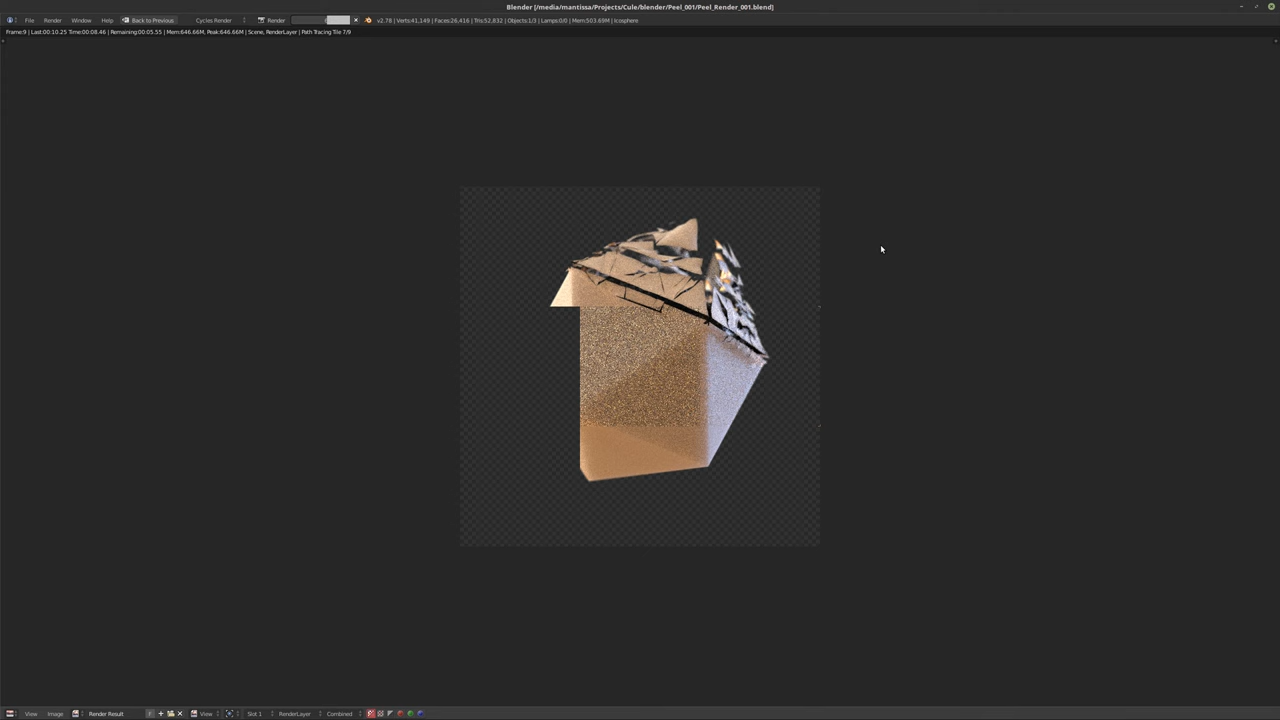 Blender [/media/mantissa/Projects/Cule/blender/Peel_001/Peel_Render_001.blend]
File Render Window Help Back to Previous Cycles Render Render v2.78 | Verts:41,149 | Faces:26,416 | Tris:52,832 | Objects:1/3 | Lamps:0/0 | Mem:503.69M | Icosphere
Frame:9 | Last:00:10.25 Time:00:08.46 | Remaining:00:05.55 | Mem:646.66M, Peak:646.66M | Scene, RenderLayer | Path Tracing Tile 7/9
View Image Render Result F View Slot 1 RenderLayer Combined